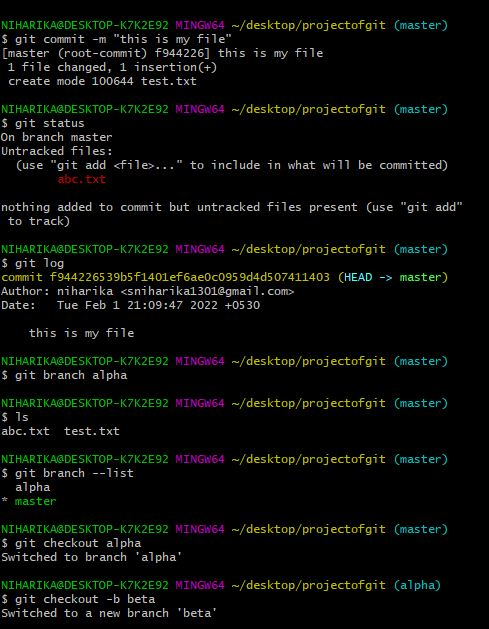 NIHARIKA@DESKTOP-K7K2E92 MINGW64 ~/desktop/projectofgit (master)
$ git commit -m "this is my file"
[master (root-commit) f944226] this is my file
 1 file changed, 1 insertion(+)
 create mode 100644 test.txt

NIHARIKA@DESKTOP-K7K2E92 MINGW64 ~/desktop/projectofgit (master)
$ git status
On branch master
Untracked files:
  (use "git add <file>..." to include in what will be committed)
        abc.txt

nothing added to commit but untracked files present (use "git add"
 to track)

NIHARIKA@DESKTOP-K7K2E92 MINGW64 ~/desktop/projectofgit (master)
$ git log
commit f944226539b5f1401ef6ae0c0959d4d507411403 (HEAD -> master)
Author: niharika <sniharika1301@gmail.com>
Date:   Tue Feb 1 21:09:47 2022 +0530

    this is my file

NIHARIKA@DESKTOP-K7K2E92 MINGW64 ~/desktop/projectofgit (master)
$ git branch alpha

NIHARIKA@DESKTOP-K7K2E92 MINGW64 ~/desktop/projectofgit (master)
$ ls
abc.txt  test.txt

NIHARIKA@DESKTOP-K7K2E92 MINGW64 ~/desktop/projectofgit (master)
$ git branch --list
  alpha
* master

NIHARIKA@DESKTOP-K7K2E92 MINGW64 ~/desktop/projectofgit (master)
$ git checkout alpha
Switched to branch 'alpha'

NIHARIKA@DESKTOP-K7K2E92 MINGW64 ~/desktop/projectofgit (alpha)
$ git checkout -b beta
Switched to a new branch 'beta'